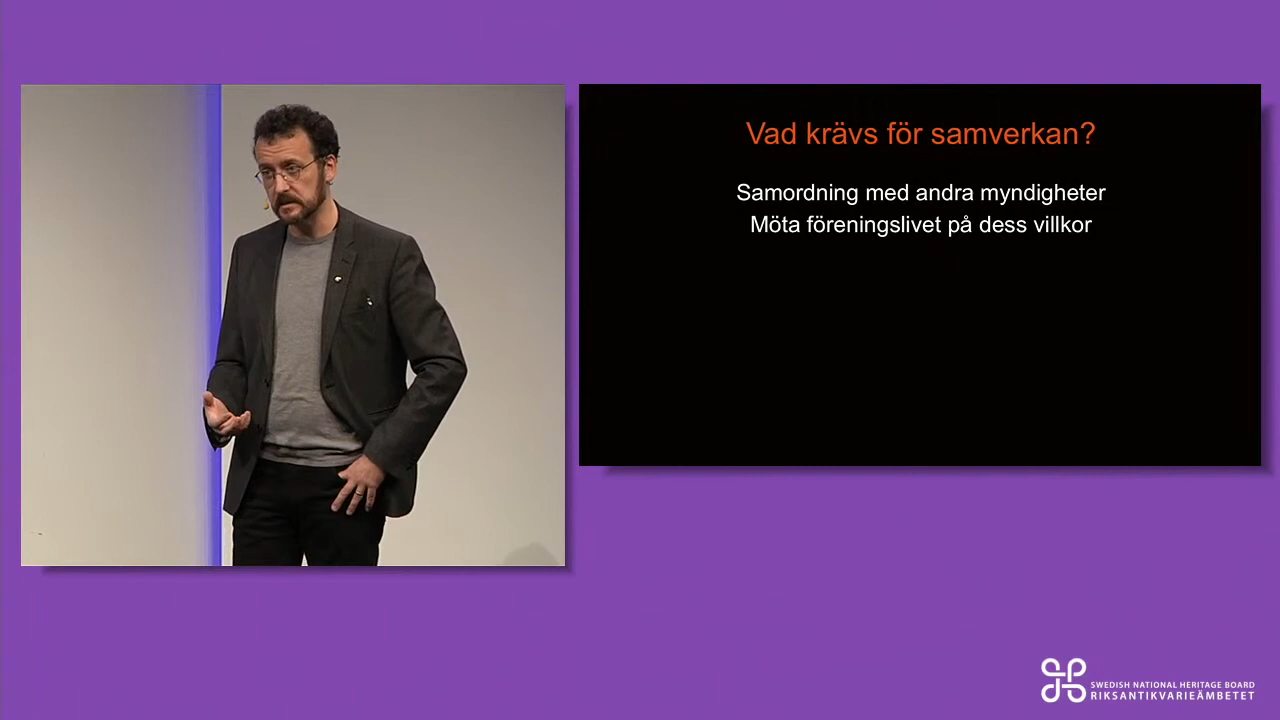 Vad krävs för samverkan?
Samordning med andra myndigheter
Möta föreningslivet på dess villkor
SWEDISH NATIONAL HERITAGE BOARD
RIKSANTIKVARIEÄMBETET